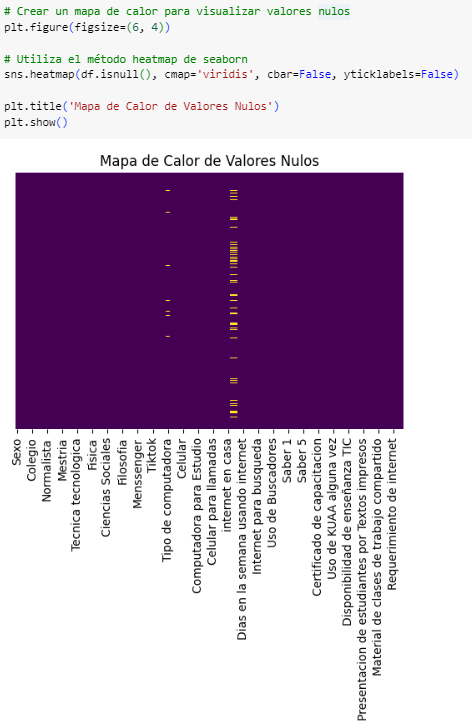 # Crear un mapa de calor para visualizar valores nulos
plt.figure(figsize=(6, 4))
# Utiliza el método heatmap de seaborn
sns.heatmap(df.isnull(), cmap='viridis', cbar=False, yticklabels=False)
plt.title('Mapa de Calor de Valores Nulos')
plt.show()
Mapa de Calor de Valores Nulos
Sexo
Colegio
Normalista
Mestria
Tecnica tecnologica
Fisica
Ciencias Sociales
Filosofia
Menssenger
Tiktok
Tipo de computadora
Celular
Computadora para Estudio
Celular para llamadas
internet en casa
Dias en la semana usando internet
Internet para busqueda
Uso de Buscadores
Saber 1
Saber 5
Certificado de capacitacion
Uso de KUAA alguna vez
Disponibilidad de enseñanza TIC
Presentacion de estudiantes por Textos impresos
Material de clases de trabajo compartido
Requerimiento de internet